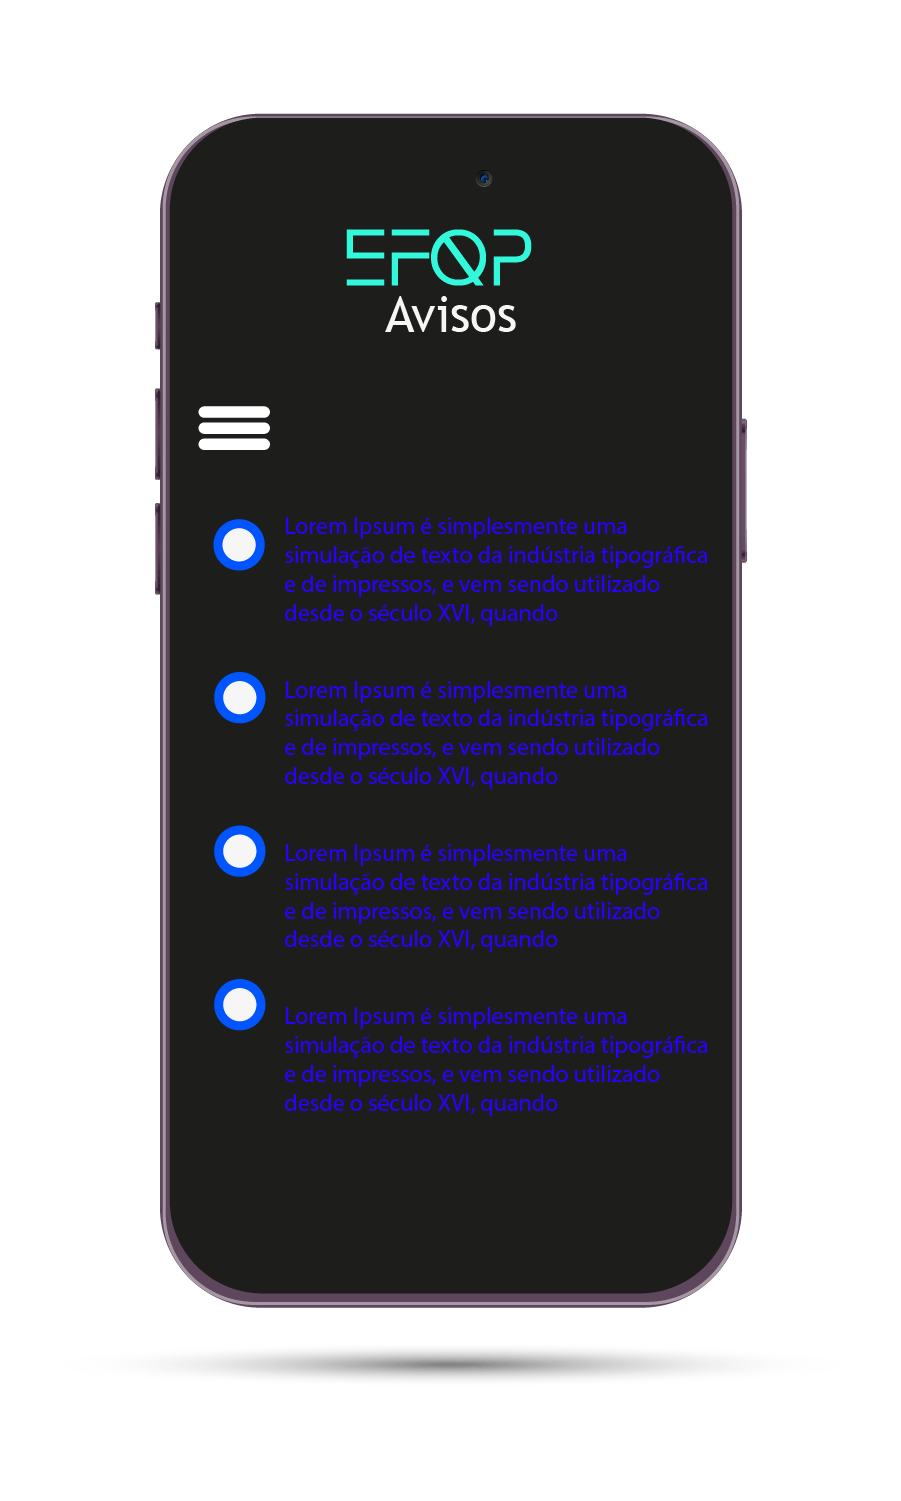 SFQP
Avisos
Lorem Ipsum é simplesmente uma
simulação de texto da indústria tipográfica
e de impressos, e vem sendo utilizado
desde o século XVI, quando
Lorem Ipsum é simplesmente uma
simulação de texto da indústria tipográfica
e de impressos, e vem sendo utilizado
desde o século XVI, quando
Lorem Ipsum é simplesmente uma
simulação de texto da indústria tipográfica
e de impressos, e vem sendo utilizado
desde o século XVI, quando
Lorem Ipsum é simplesmente uma
simulação de texto da indústria tipográfica
e de impressos, e vem sendo utilizado
desde o século XVI, quando